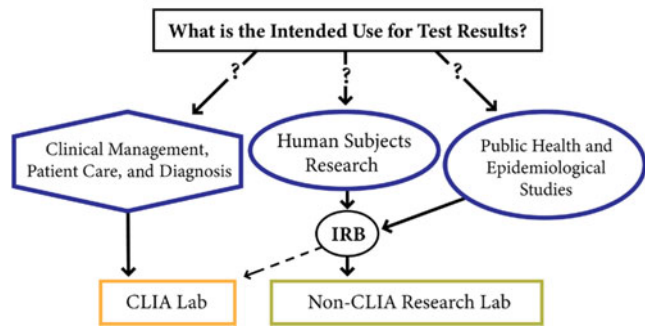 What is the Intended Use for Test Results?
?
?
?
Clinical Management,
Patient Care, and Diagnosis
Human Subjects
Research
Public Health and
Epidemiological
Studies
IRB
CLIA Lab
Non-CLIA Research Lab